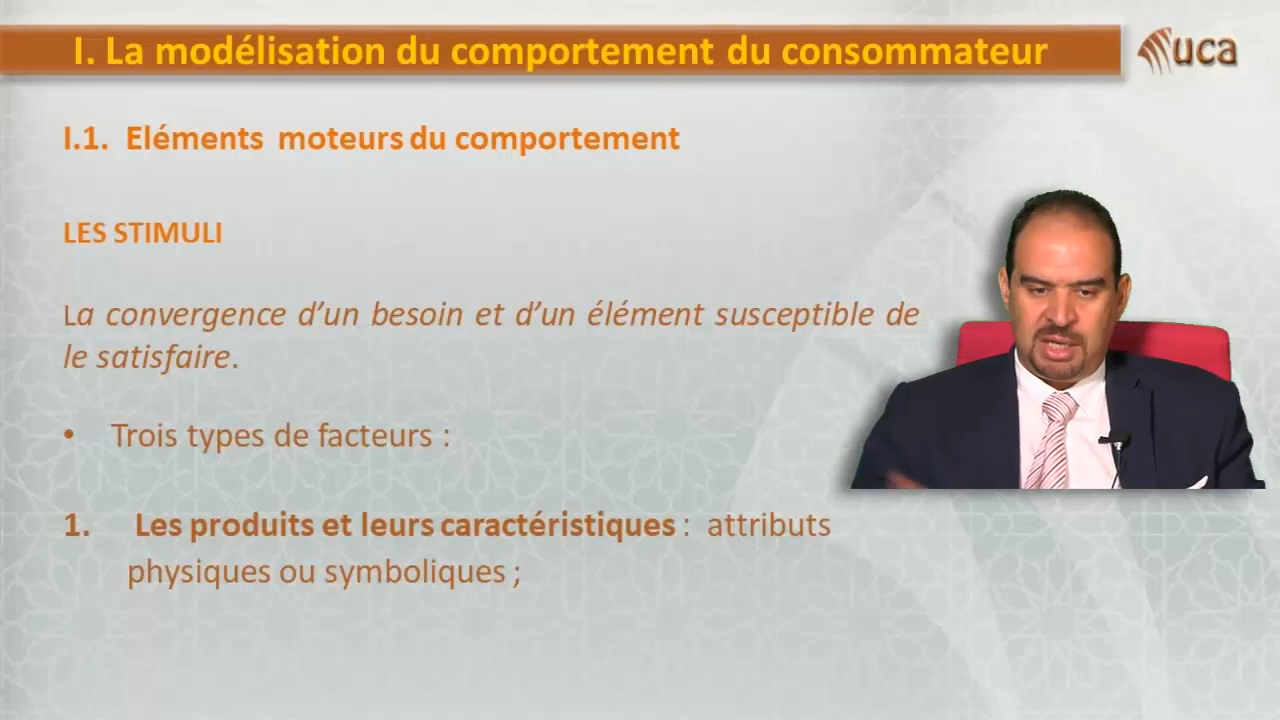 I. La modélisation du comportement du consommateur
uca
I.1. Eléments moteurs du comportement
LES STIMULI
La convergence d'un besoin et d'un élément susceptible de
le satisfaire.
• Trois types de facteurs :
1. Les produits et leurs caractéristiques : attributs
physiques ou symboliques ;